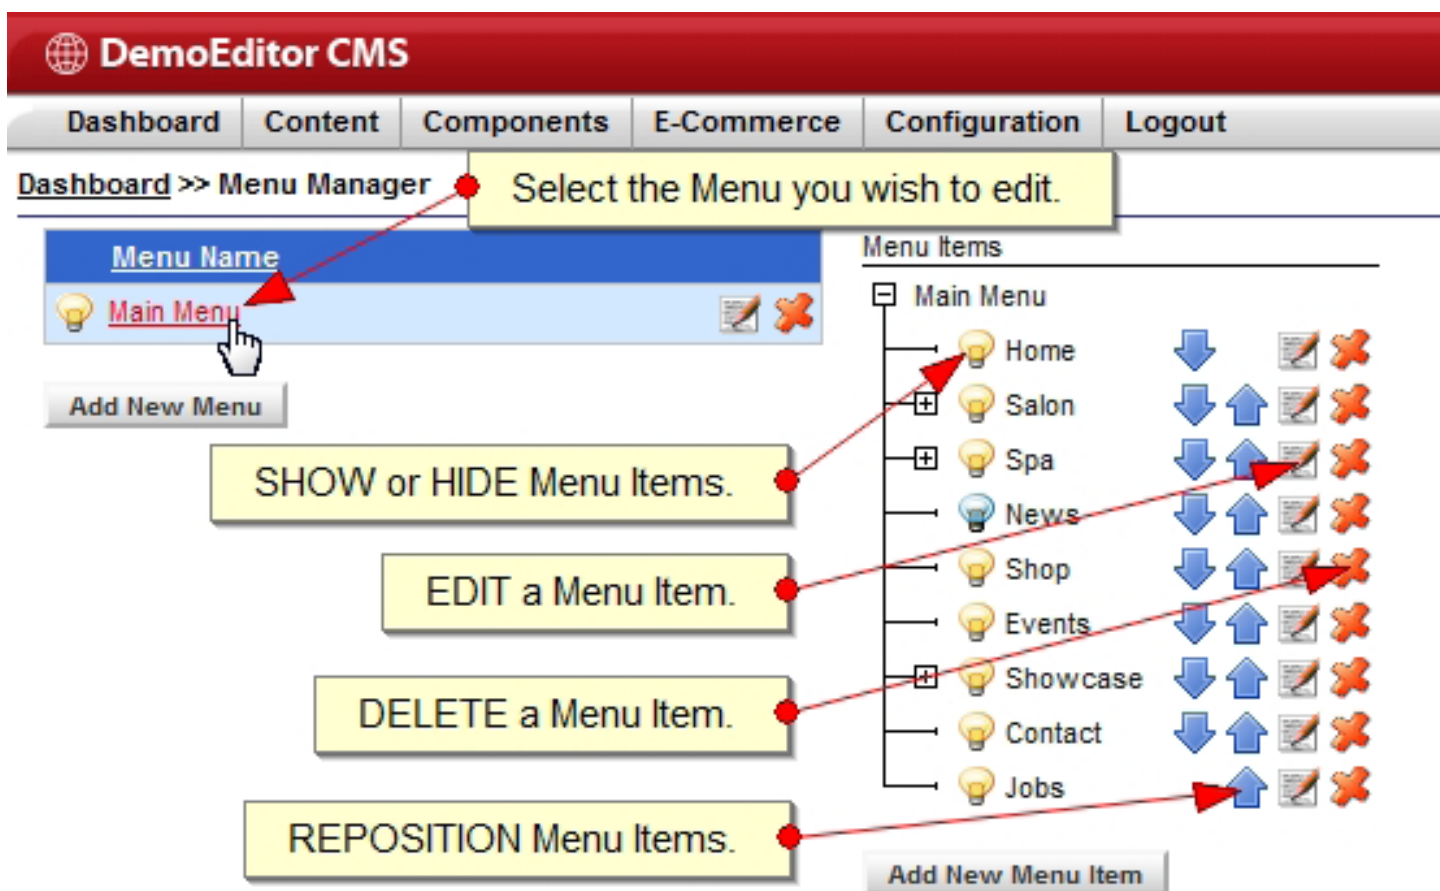 DemoEditor CMS
Dashboard Content Components E-Commerce Configuration Logout
Dashboard >> Menu Manager
Select the Menu you wish to edit.
Menu Name
Main Menu
Add New Menu
SHOW or HIDE Menu Items.
EDIT a Menu Item.
DELETE a Menu Item.
REPOSITION Menu Items.
Menu Items
Main Menu
Home
Salon
Spa
News
Shop
Events
Showcase
Contact
Jobs
Add New Menu Item